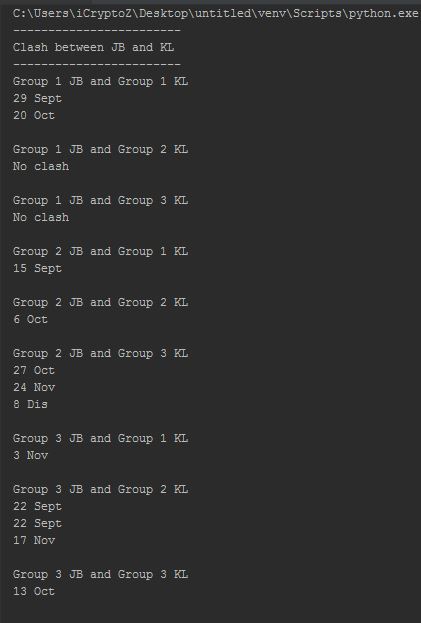 C:\Users\iCryptoZ\Desktop\untitled\venv\Scripts\python.exe
------------------------
Clash between JB and KL
------------------------
Group 1 JB and Group 1 KL
29 Sept
20 Oct
Group 1 JB and Group 2 KL
No clash
Group 1 JB and Group 3 KL
No clash
Group 2 JB and Group 1 KL
15 Sept
Group 2 JB and Group 2 KL
6 Oct
Group 2 JB and Group 3 KL
27 Oct
24 Nov
8 Dis
Group 3 JB and Group 1 KL
3 Nov
Group 3 JB and Group 2 KL
22 Sept
22 Sept
17 Nov
Group 3 JB and Group 3 KL
13 Oct